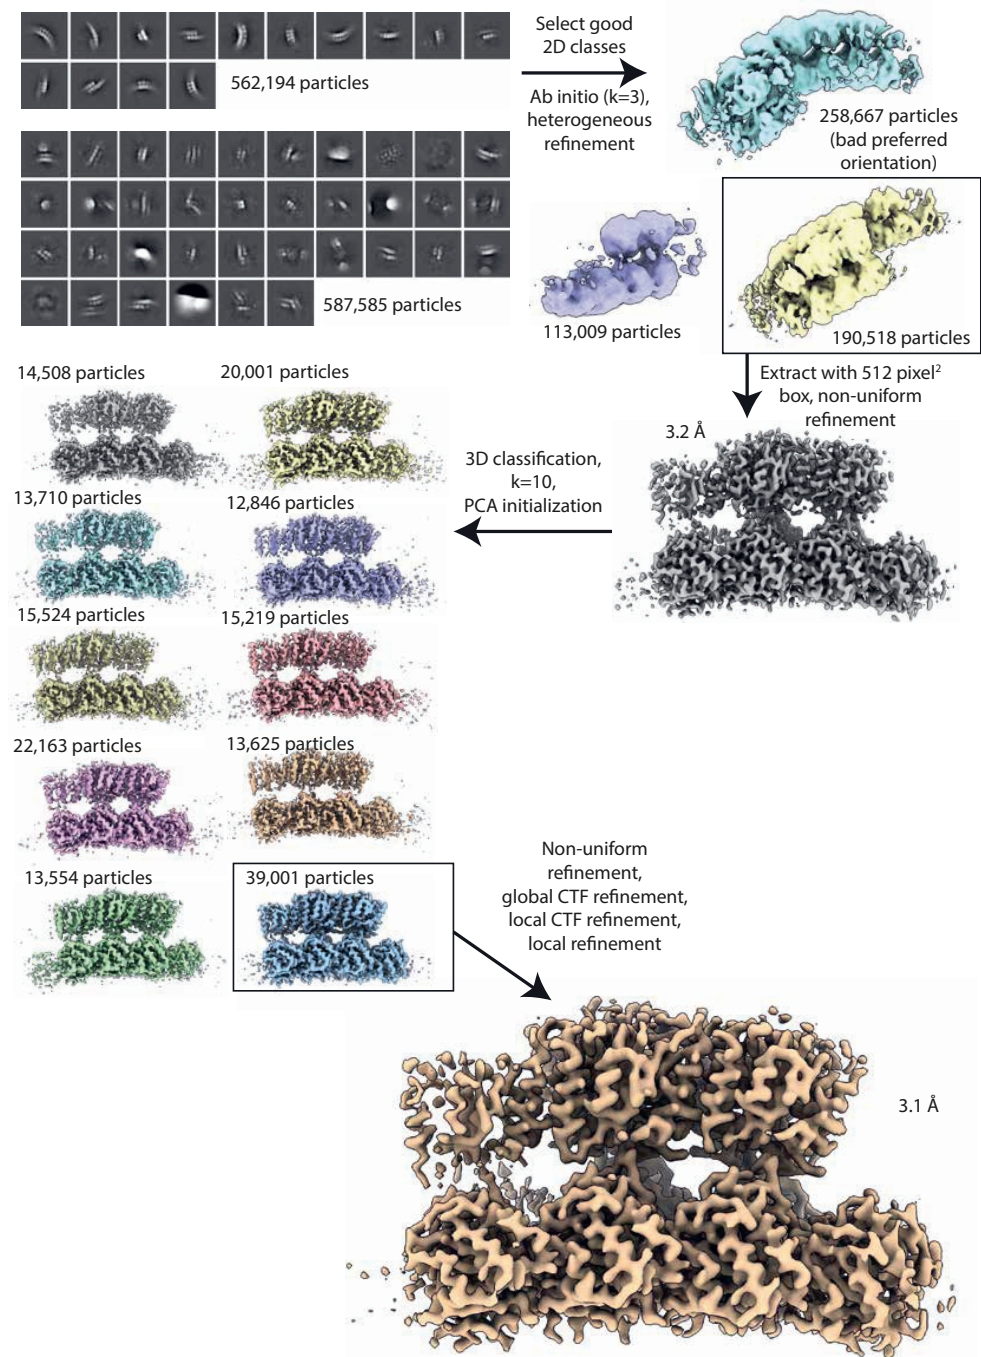 562,194 particles
587,585 particles
Select good
2D classes
Ab initio (k=3),
heterogeneous
refinement
258,667 particles
(bad preferred
orientation)
113,009 particles
190,518 particles
Extract with 512 pixel²
box, non-uniform
refinement
3.2 Å
3D classification,
k=10,
PCA initialization
14,508 particles
20,001 particles
13,710 particles
12,846 particles
15,524 particles
15,219 particles
22,163 particles
13,625 particles
13,554 particles
39,001 particles
Non-uniform
refinement,
global CTF refinement,
local CTF refinement,
local refinement
3.1 Å